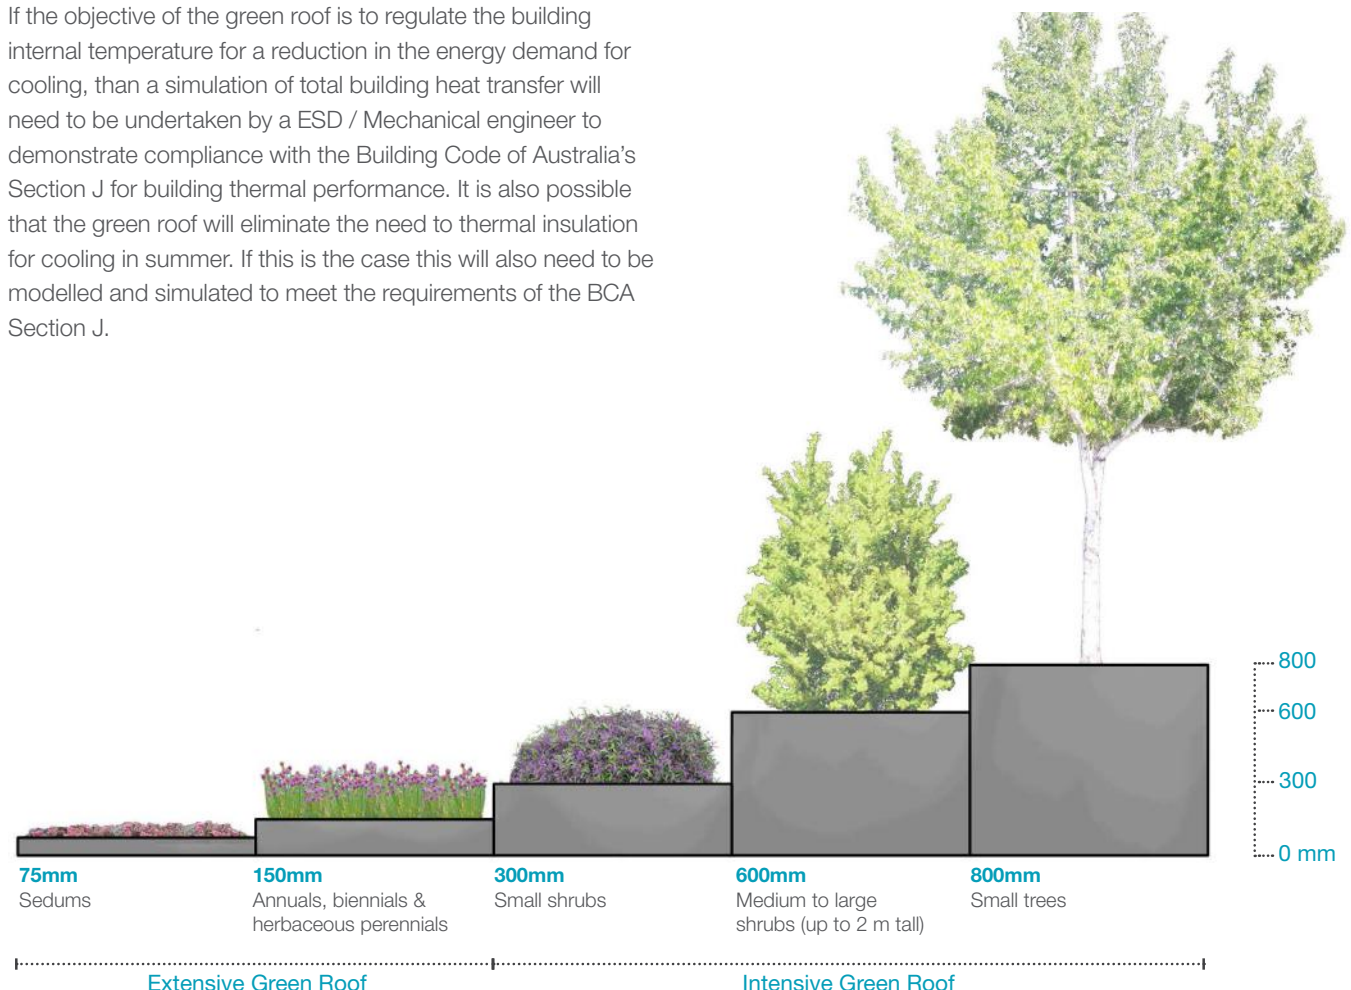 If the objective of the green roof is to regulate the building
internal temperature for a reduction in the energy demand for
cooling, than a simulation of total building heat transfer will
need to be undertaken by a ESD / Mechanical engineer to
demonstrate compliance with the Building Code of Australia's
Section J for building thermal performance. It is also possible
that the green roof will eliminate the need to thermal insulation
for cooling in summer. If this is the case this will also need to be
modelled and simulated to meet the requirements of the BCA
Section J.
800
600
300
0 mm
75mm
Sedums
150mm
Annuals, biennials &
herbaceous perennials
300mm
Small shrubs
600mm
Medium to large
shrubs (up to 2 m tall)
800mm
Small trees
Extensive Green Roof
Intensive Green Roof